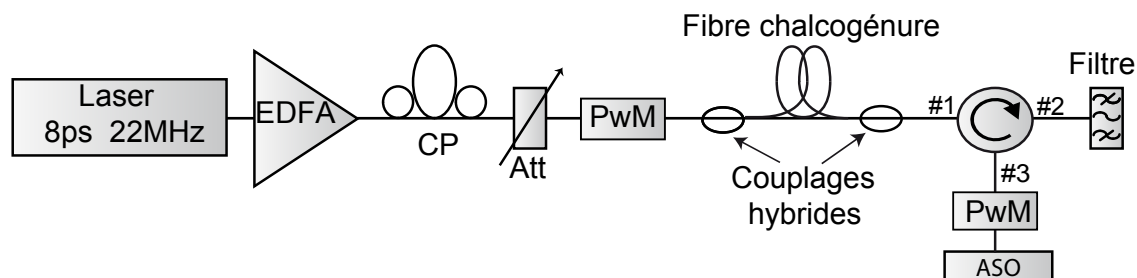 Fibre chalcogénure
Filtre
Laser
8ps 22MHz
EDFA
CP
Att
PwM
#1
#2
#3
Couplages
hybrides
PwM
ASO